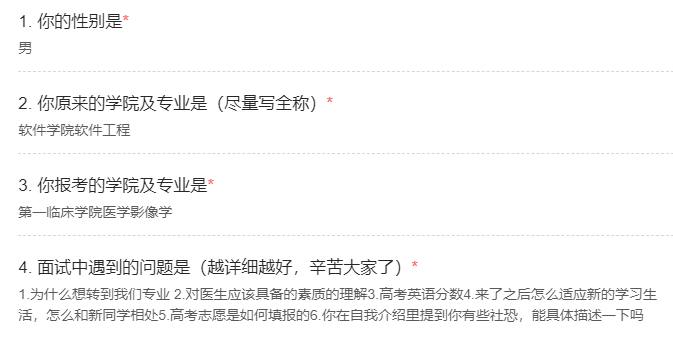 1. 你的性别是*
男
2. 你原来的学院及专业是（尽量写全称）*
软件学院软件工程
3. 你报考的学院及专业是*
第一临床学院医学影像学
4. 面试中遇到的问题是（越详细越好，辛苦大家了）*
1.为什么想转到我们专业 2.对医生应该具备的素质的理解3.高考英语分数4.来了之后怎么适应新的学习生
活，怎么和新同学相处5.高考志愿是如何填报的6.你在自我介绍里提到你有些社恐，能具体描述一下吗